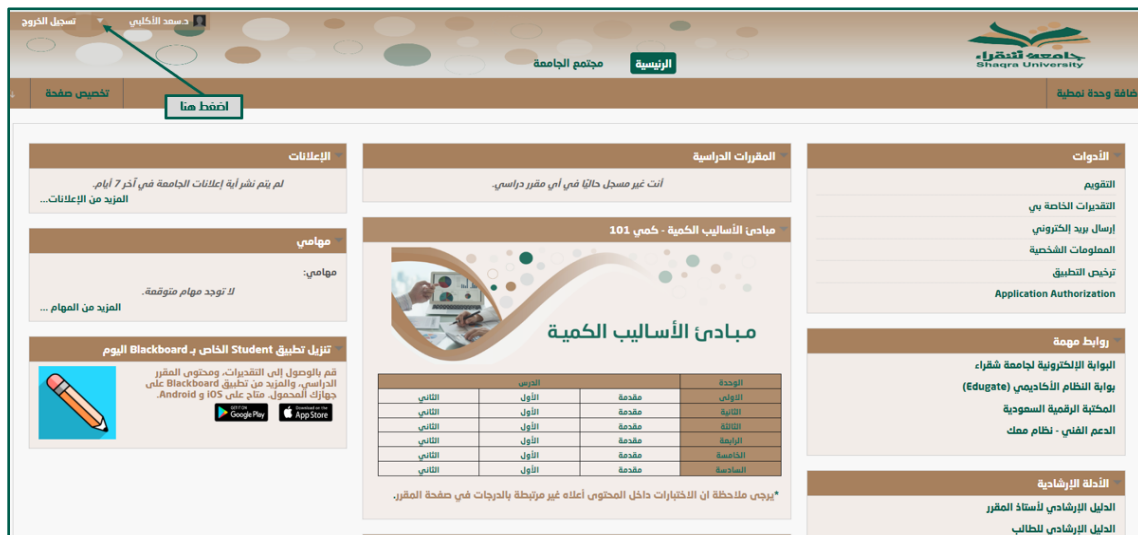 د.سعد الأكلبي
تسجيل الخروج
جامعة شقراء
Shaqra University
الرئيسية
مجتمع الجامعة
ضافة وحدة نمطية
تخصيص صفحة
اضغط هنا
الأدوات
التقويم
التقديرات الخاصة بي
إرسال بريد إلكتروني
المعلومات الشخصية
ترخيص التطبيق
Application Authorization
روابط مهمة
البوابة الإلكترونية لجامعة شقراء
بوابة النظام الأكاديمي (Edugate)
المكتبة الرقمية السعودية
الدعم الفني - نظام معك
الأدلة الإرشادية
الدليل الإرشادي لأستاذ المقرر
الدليل الإرشادي للطالب
المقررات الدراسية
أنت غير مسجل حاليًا في أي مقرر دراسي.
مبادئ الأساليب الكمية - كمي 101
مبادئ الأساليب الكمية
الوحدة الدرس
الاولى مقدمة الأول الثاني
الثانية مقدمة الأول الثاني
الثالثة مقدمة الأول الثاني
الرابعة مقدمة الأول الثاني
الخامسة مقدمة الأول الثاني
السادسة مقدمة الأول الثاني
*يرجى ملاحظة ان الاختبارات داخل المحتوى أعلاه غير مرتبطة بالدرجات في صفحة المقرر.
الإعلانات
لم يتم نشر أية إعلانات الجامعة في آخر 7 أيام.
المزيد من الإعلانات...
مهامي
مهامي:
لا توجد مهام متوقعة.
المزيد من المهام ...
تنزيل تطبيق Student الخاص بـ Blackboard اليوم
قم بالوصول إلى التقديرات، ومحتوى المقرر
الدراسي، والمزيد من تطبيق Blackboard على
جهازك المحمول. متاح على iOS و Android.
GET IT ON
Google Play
Download on the
App Store